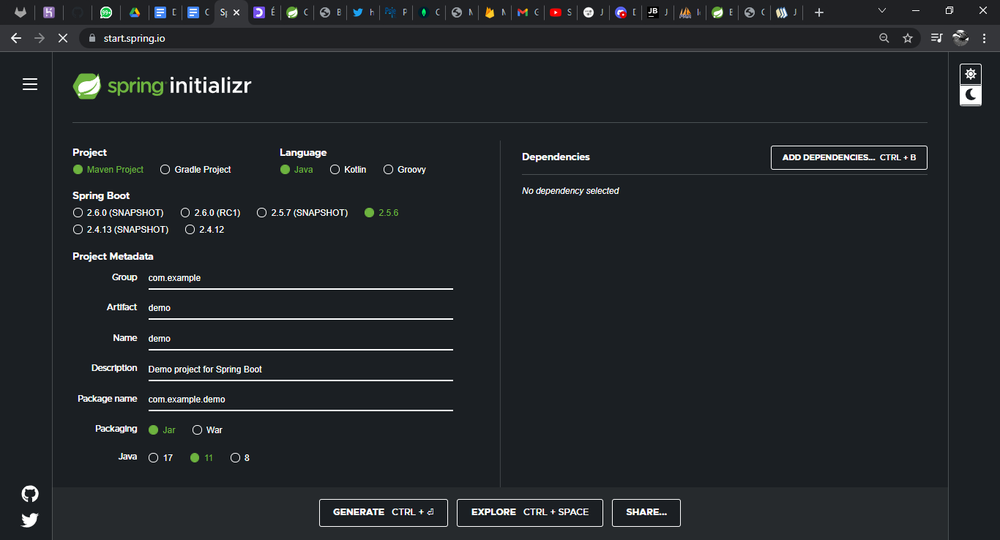 99+
start.spring.io
spring initializr
Project
Maven Project Gradle Project
Language
Java Kotlin Groovy
Spring Boot
2.6.0 (SNAPSHOT) 2.6.0 (RC1) 2.5.7 (SNAPSHOT) 2.5.6
2.4.13 (SNAPSHOT) 2.4.12
Project Metadata
Group com.example
Artifact demo
Name demo
Description Demo project for Spring Boot
Package name com.example.demo
Packaging Jar War
Java 17 11 8
Dependencies
ADD DEPENDENCIES... CTRL + B
No dependency selected
GENERATE CTRL + ⏎ EXPLORE CTRL + SPACE SHARE...